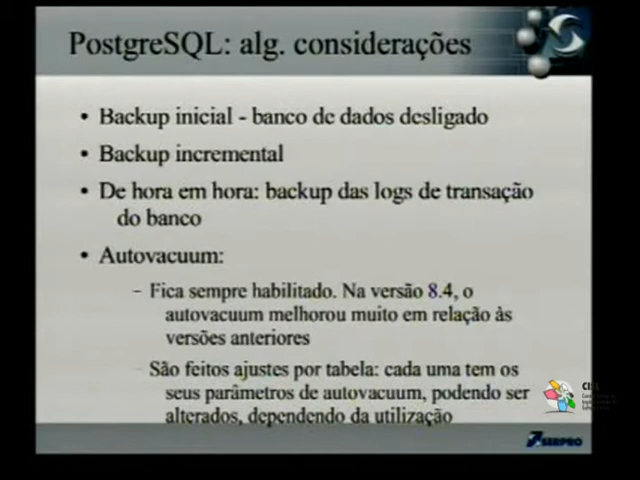 PostgreSQL: alg. considerações
• Backup inicial - banco de dados desligado
• Backup incremental
• De hora em hora: backup das logs de transação
do banco
• Autovacuum:
– Fica sempre habilitado. Na versão 8.4, o
autovacuum melhorou muito em relação às
versões anteriores
– São feitos ajustes por tabela: cada uma tem os
seus parâmetros de autovacuum, podendo ser
alterados, dependendo da utilização
SERPRO